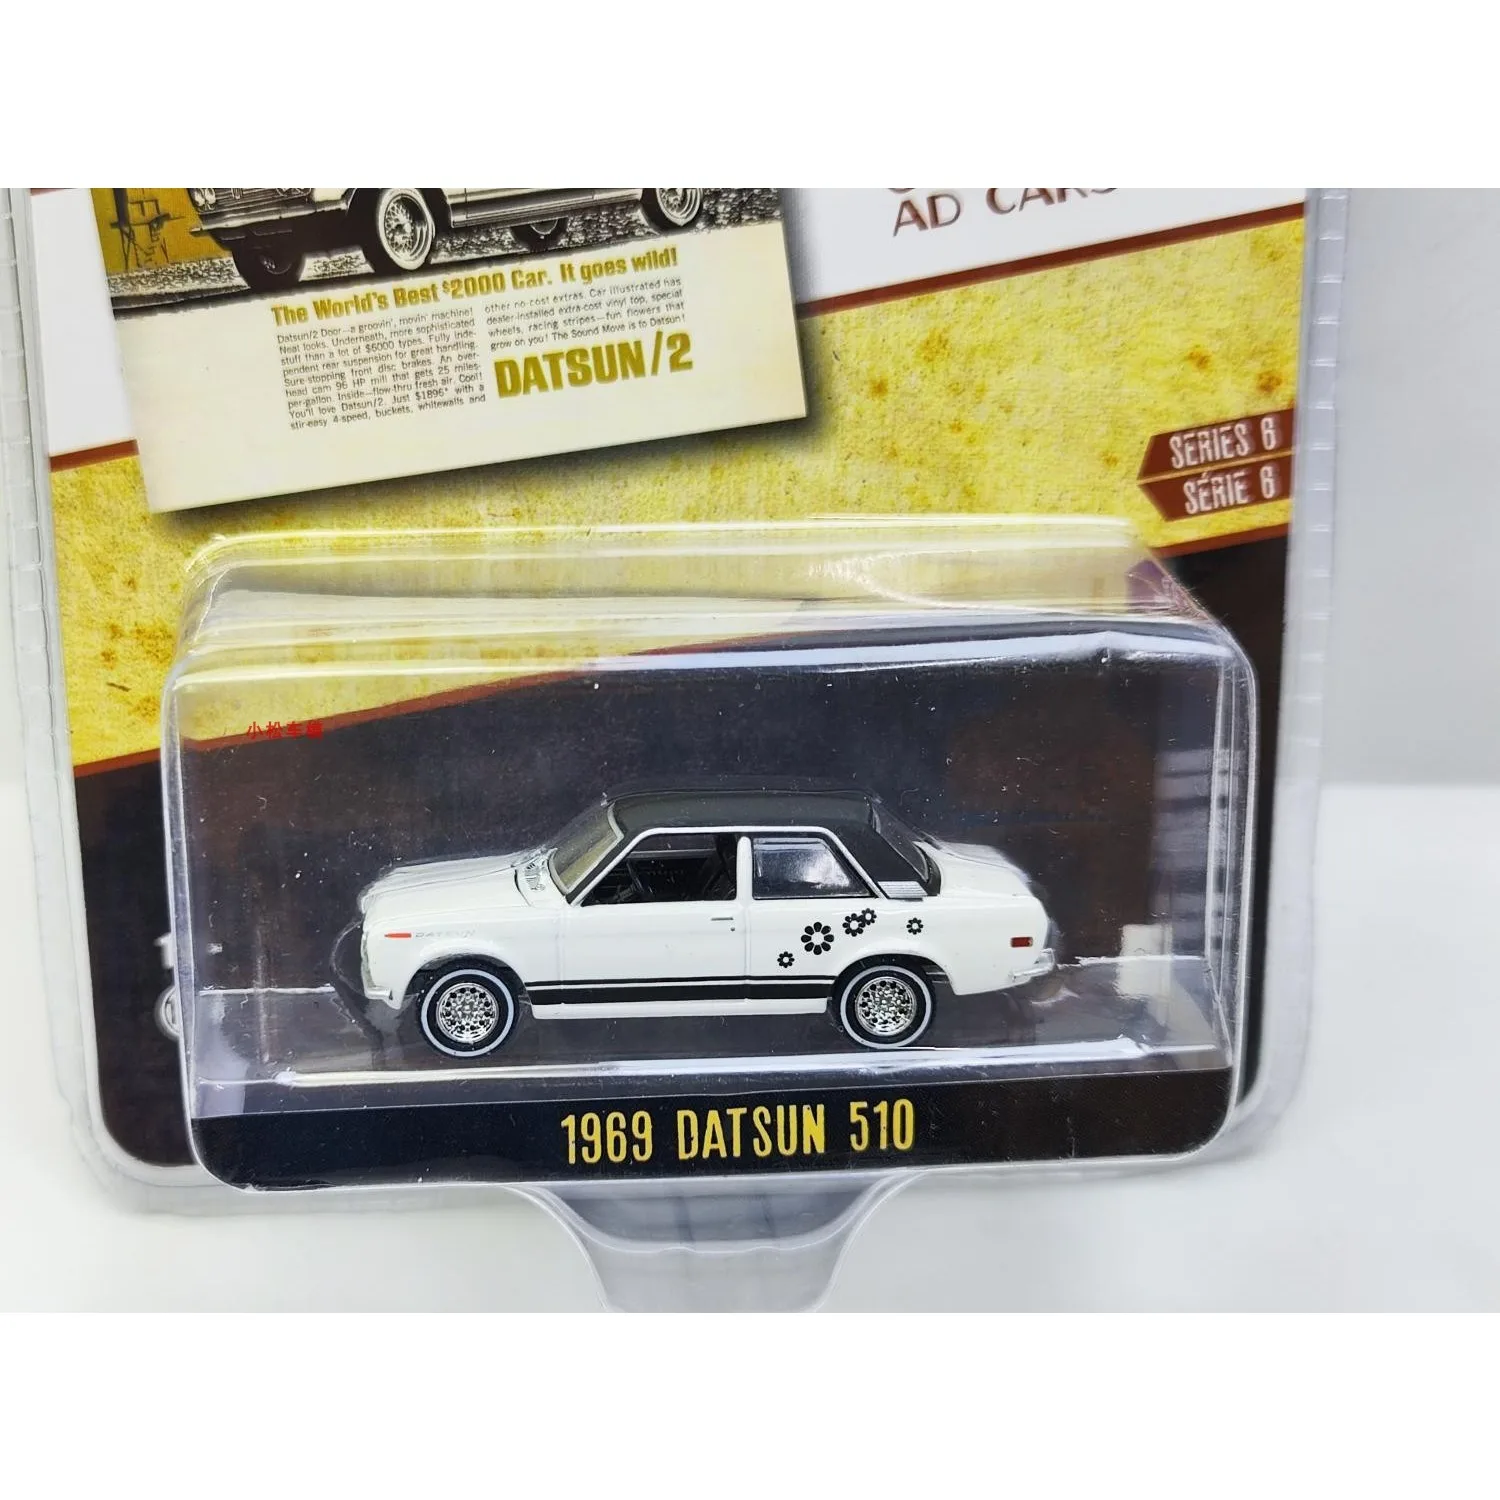 AD CARS
The World's Best $2000 Car. It goes wild!
Datsun/2 Door—a groovin', movin' machine!
Neat looks. Underneath, more sophisticated
stuff than a lot of $6000 types. Fully inde-
pendent rear suspension for great handling.
Sure-stopping front disc brakes. An over-
head cam 96 HP mill that gets 25 miles-
per-gallon. Inside—flow-thru fresh air. Cool!
You'll love Datsun/2. Just $1896* with a
stir-easy 4-speed, buckets, whitewalls and
other no-cost extras. Car illustrated has
dealer-installed extra-cost vinyl top, special
wheels, racing stripes—fun flowers that
grow on you! The Sound Move is to Datsun!
DATSUN/2
SERIES 6
SÉRIE 6
小松车
DATSUN
1969 DATSUN 510